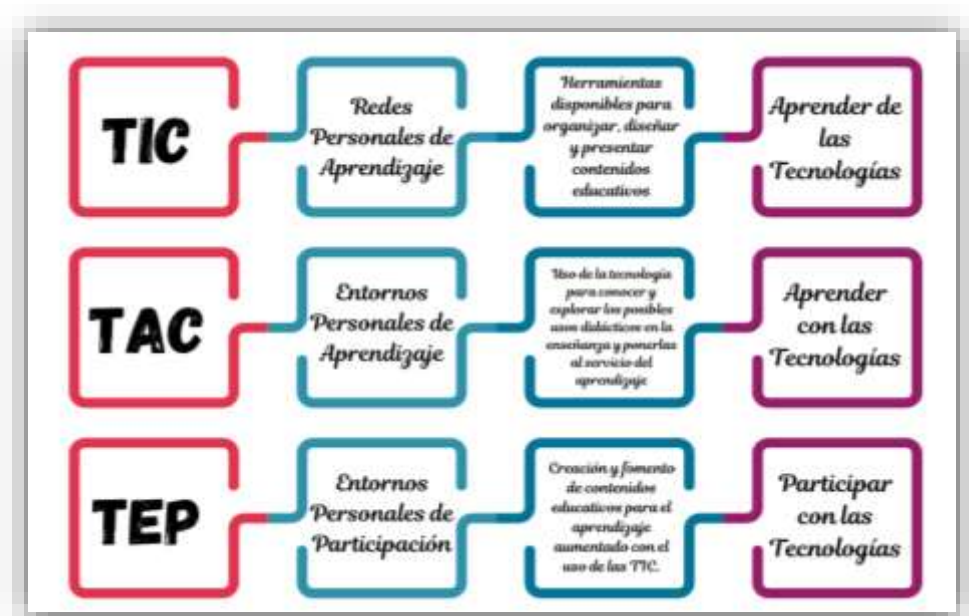 TIC
Redes
Personales de
Aprendizaje
Herramientas
disponibles para
organizar, diseñar
y presentar
contenidos
educativos
Aprender de
las
Tecnologías
TAC
Entornos
Personales de
Aprendizaje
Uso de la tecnología
para conocer y
explorar los posibles
usos didácticos en la
enseñanza y ponerlas
al servicio del
aprendizaje
Aprender
con las
Tecnologías
TEP
Entornos
Personales de
Participación
Creación y fomento
de contenidos
educativos para el
aprendizaje
aumentado con el
uso de las TIC.
Participar
con las
Tecnologías